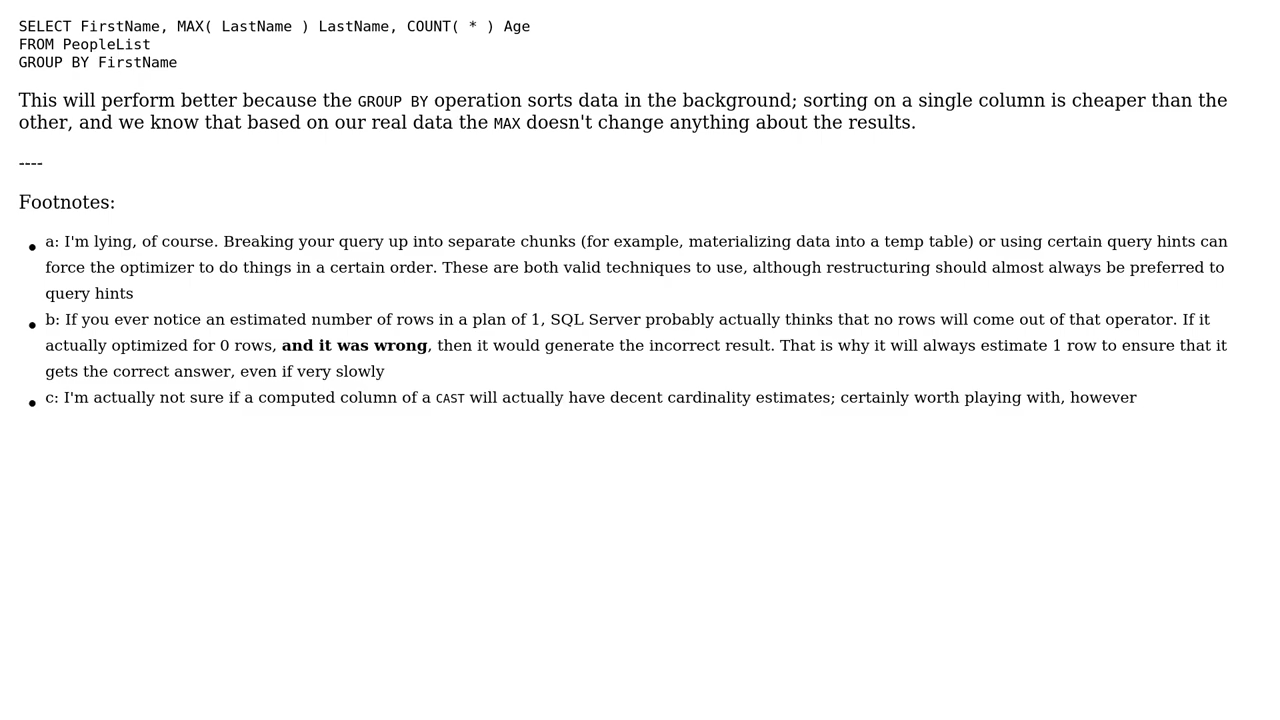 SELECT FirstName, MAX( LastName ) LastName, COUNT( * ) Age
FROM PeopleList
GROUP BY FirstName
This will perform better because the GROUP BY operation sorts data in the background; sorting on a single column is cheaper than the
other, and we know that based on our real data the MAX doesn't change anything about the results.
----
Footnotes:
• a: I'm lying, of course. Breaking your query up into separate chunks (for example, materializing data into a temp table) or using certain query hints can
force the optimizer to do things in a certain order. These are both valid techniques to use, although restructuring should almost always be preferred to
query hints
• b: If you ever notice an estimated number of rows in a plan of 1, SQL Server probably actually thinks that no rows will come out of that operator. If it
actually optimized for 0 rows, and it was wrong, then it would generate the incorrect result. That is why it will always estimate 1 row to ensure that it
gets the correct answer, even if very slowly
• c: I'm actually not sure if a computed column of a CAST will actually have decent cardinality estimates; certainly worth playing with, however